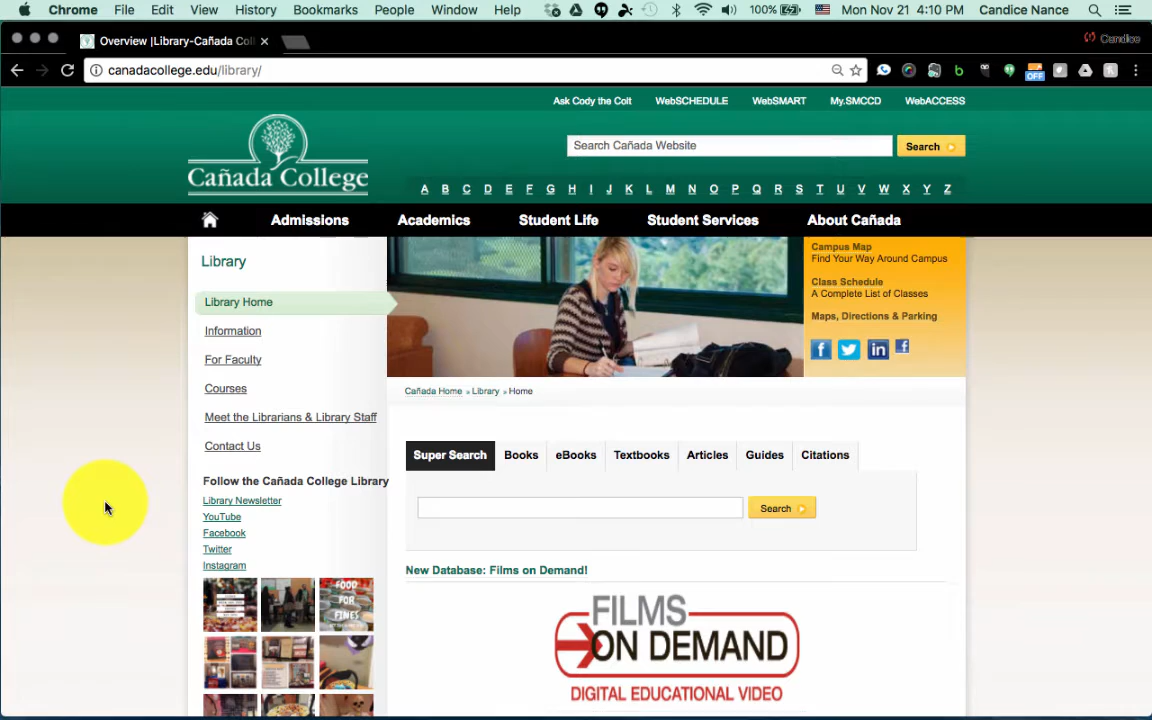 Chrome File Edit View History Bookmarks People Window Help 100% Mon Nov 21 4:10 PM Candice Nance
Overview |Library-Cañada Coll
Candice
canadacollege.edu/library/
OFF
Ask Cody the Colt WebSCHEDULE WebSMART My.SMCCD WebACCESS
Search Cañada Website Search
Cañada College
A B C D E F G H I J K L M N O P Q R S T U V W X Y Z
Admissions Academics Student Life Student Services About Cañada
Library
Library Home
Information
For Faculty
Courses
Meet the Librarians & Library Staff
Contact Us
Follow the Cañada College Library
Library Newsletter
YouTube
Facebook
Twitter
Instagram
FOOD
FOR
FINES
Campus Map
Find Your Way Around Campus
Class Schedule
A Complete List of Classes
Maps, Directions & Parking
Cañada Home » Library » Home
Super Search Books eBooks Textbooks Articles Guides Citations
Search
New Database: Films on Demand!
FILMS
ON DEMAND
DIGITAL EDUCATIONAL VIDEO